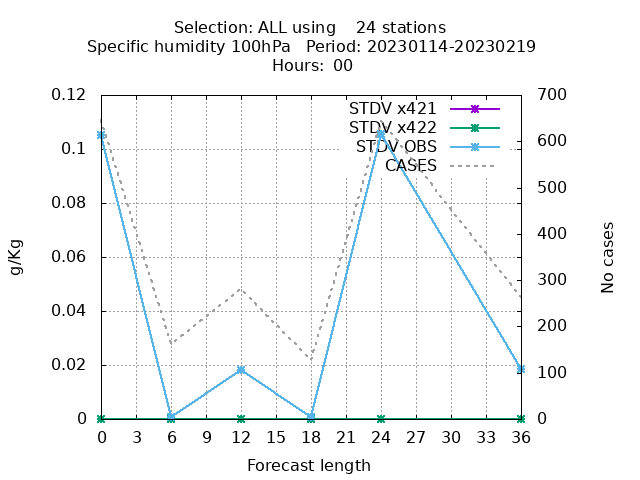 Selection: ALL using    24 stations
Specific humidity 100hPa   Period: 20230114-20230219
Hours:  00
STDV x421
STDV x422
STDV OBS
CASES
0.12
0.1
0.08
0.06
0.04
0.02
0
700
600
500
400
300
200
100
0
g/Kg
No cases
0 3 6 9 12 15 18 21 24 27 30 33 36
Forecast length